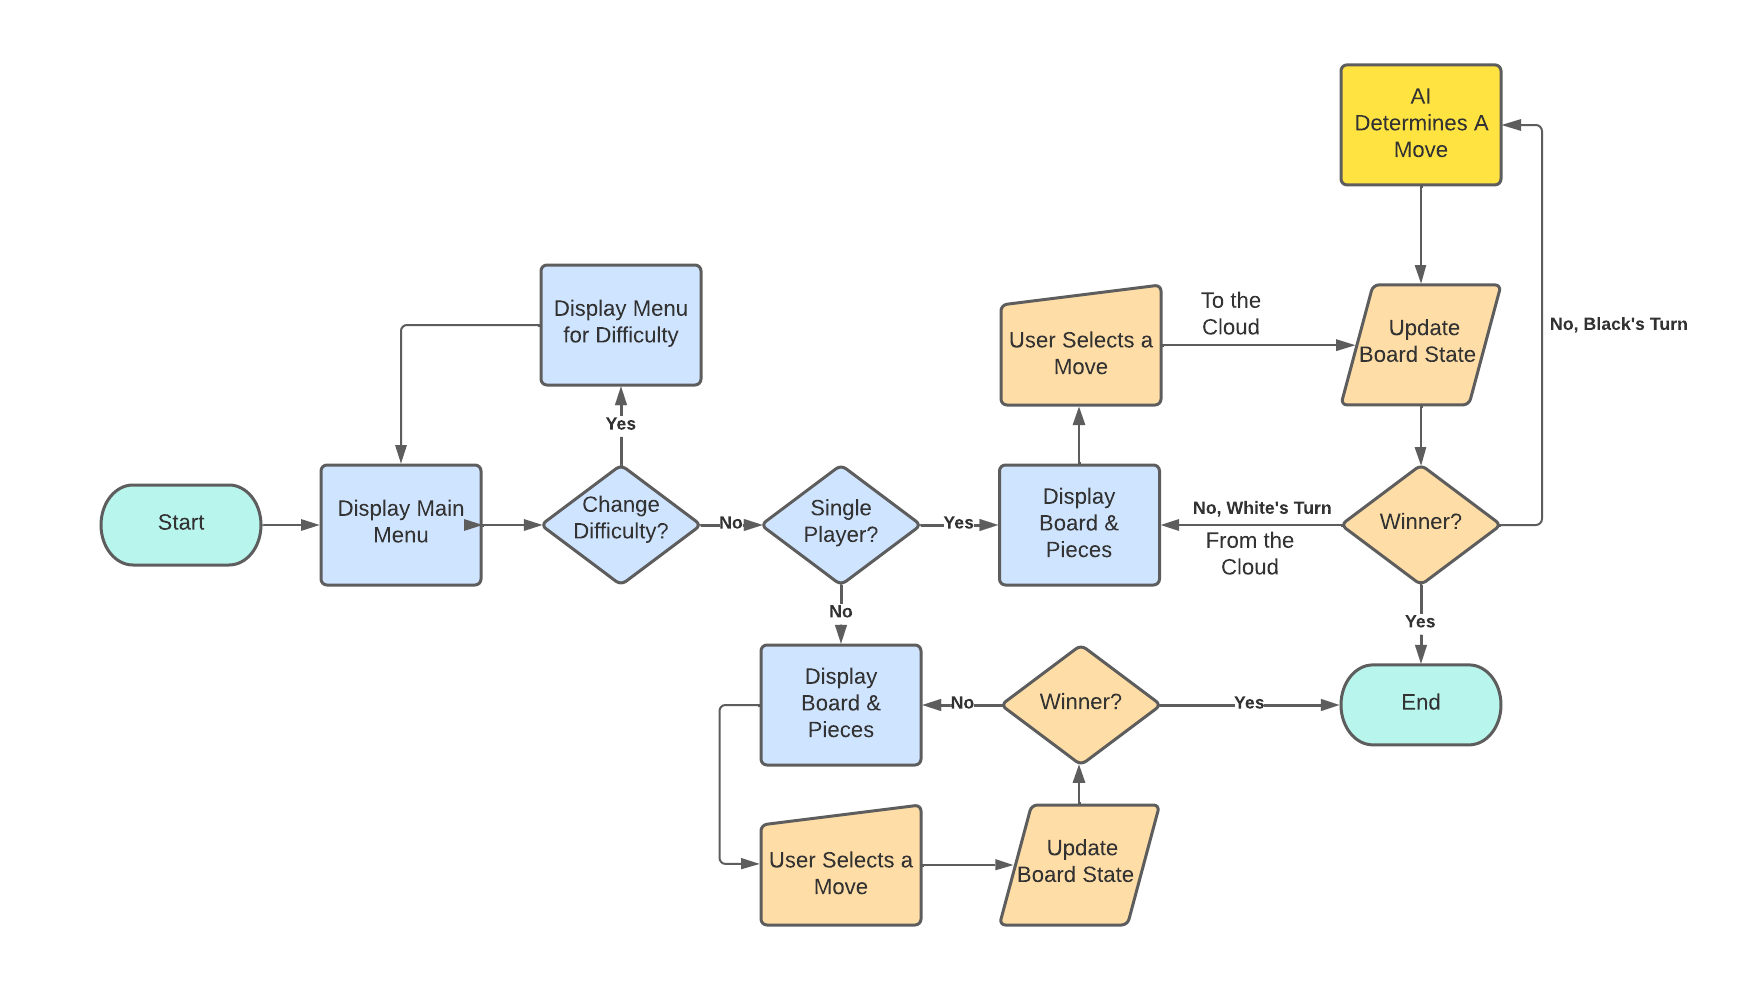 AI
Determines A
Move
Display Menu
for Difficulty
To the
Cloud
User Selects a
Move
Update
Board State
No, Black's Turn
Yes
Start
Display Main
Menu
Change
Difficulty?
No
Single
Player?
Yes
Display
Board &
Pieces
No, White's Turn
From the
Cloud
Winner?
No
Yes
Display
Board &
Pieces
No
Winner?
Yes
End
User Selects a
Move
Update
Board State